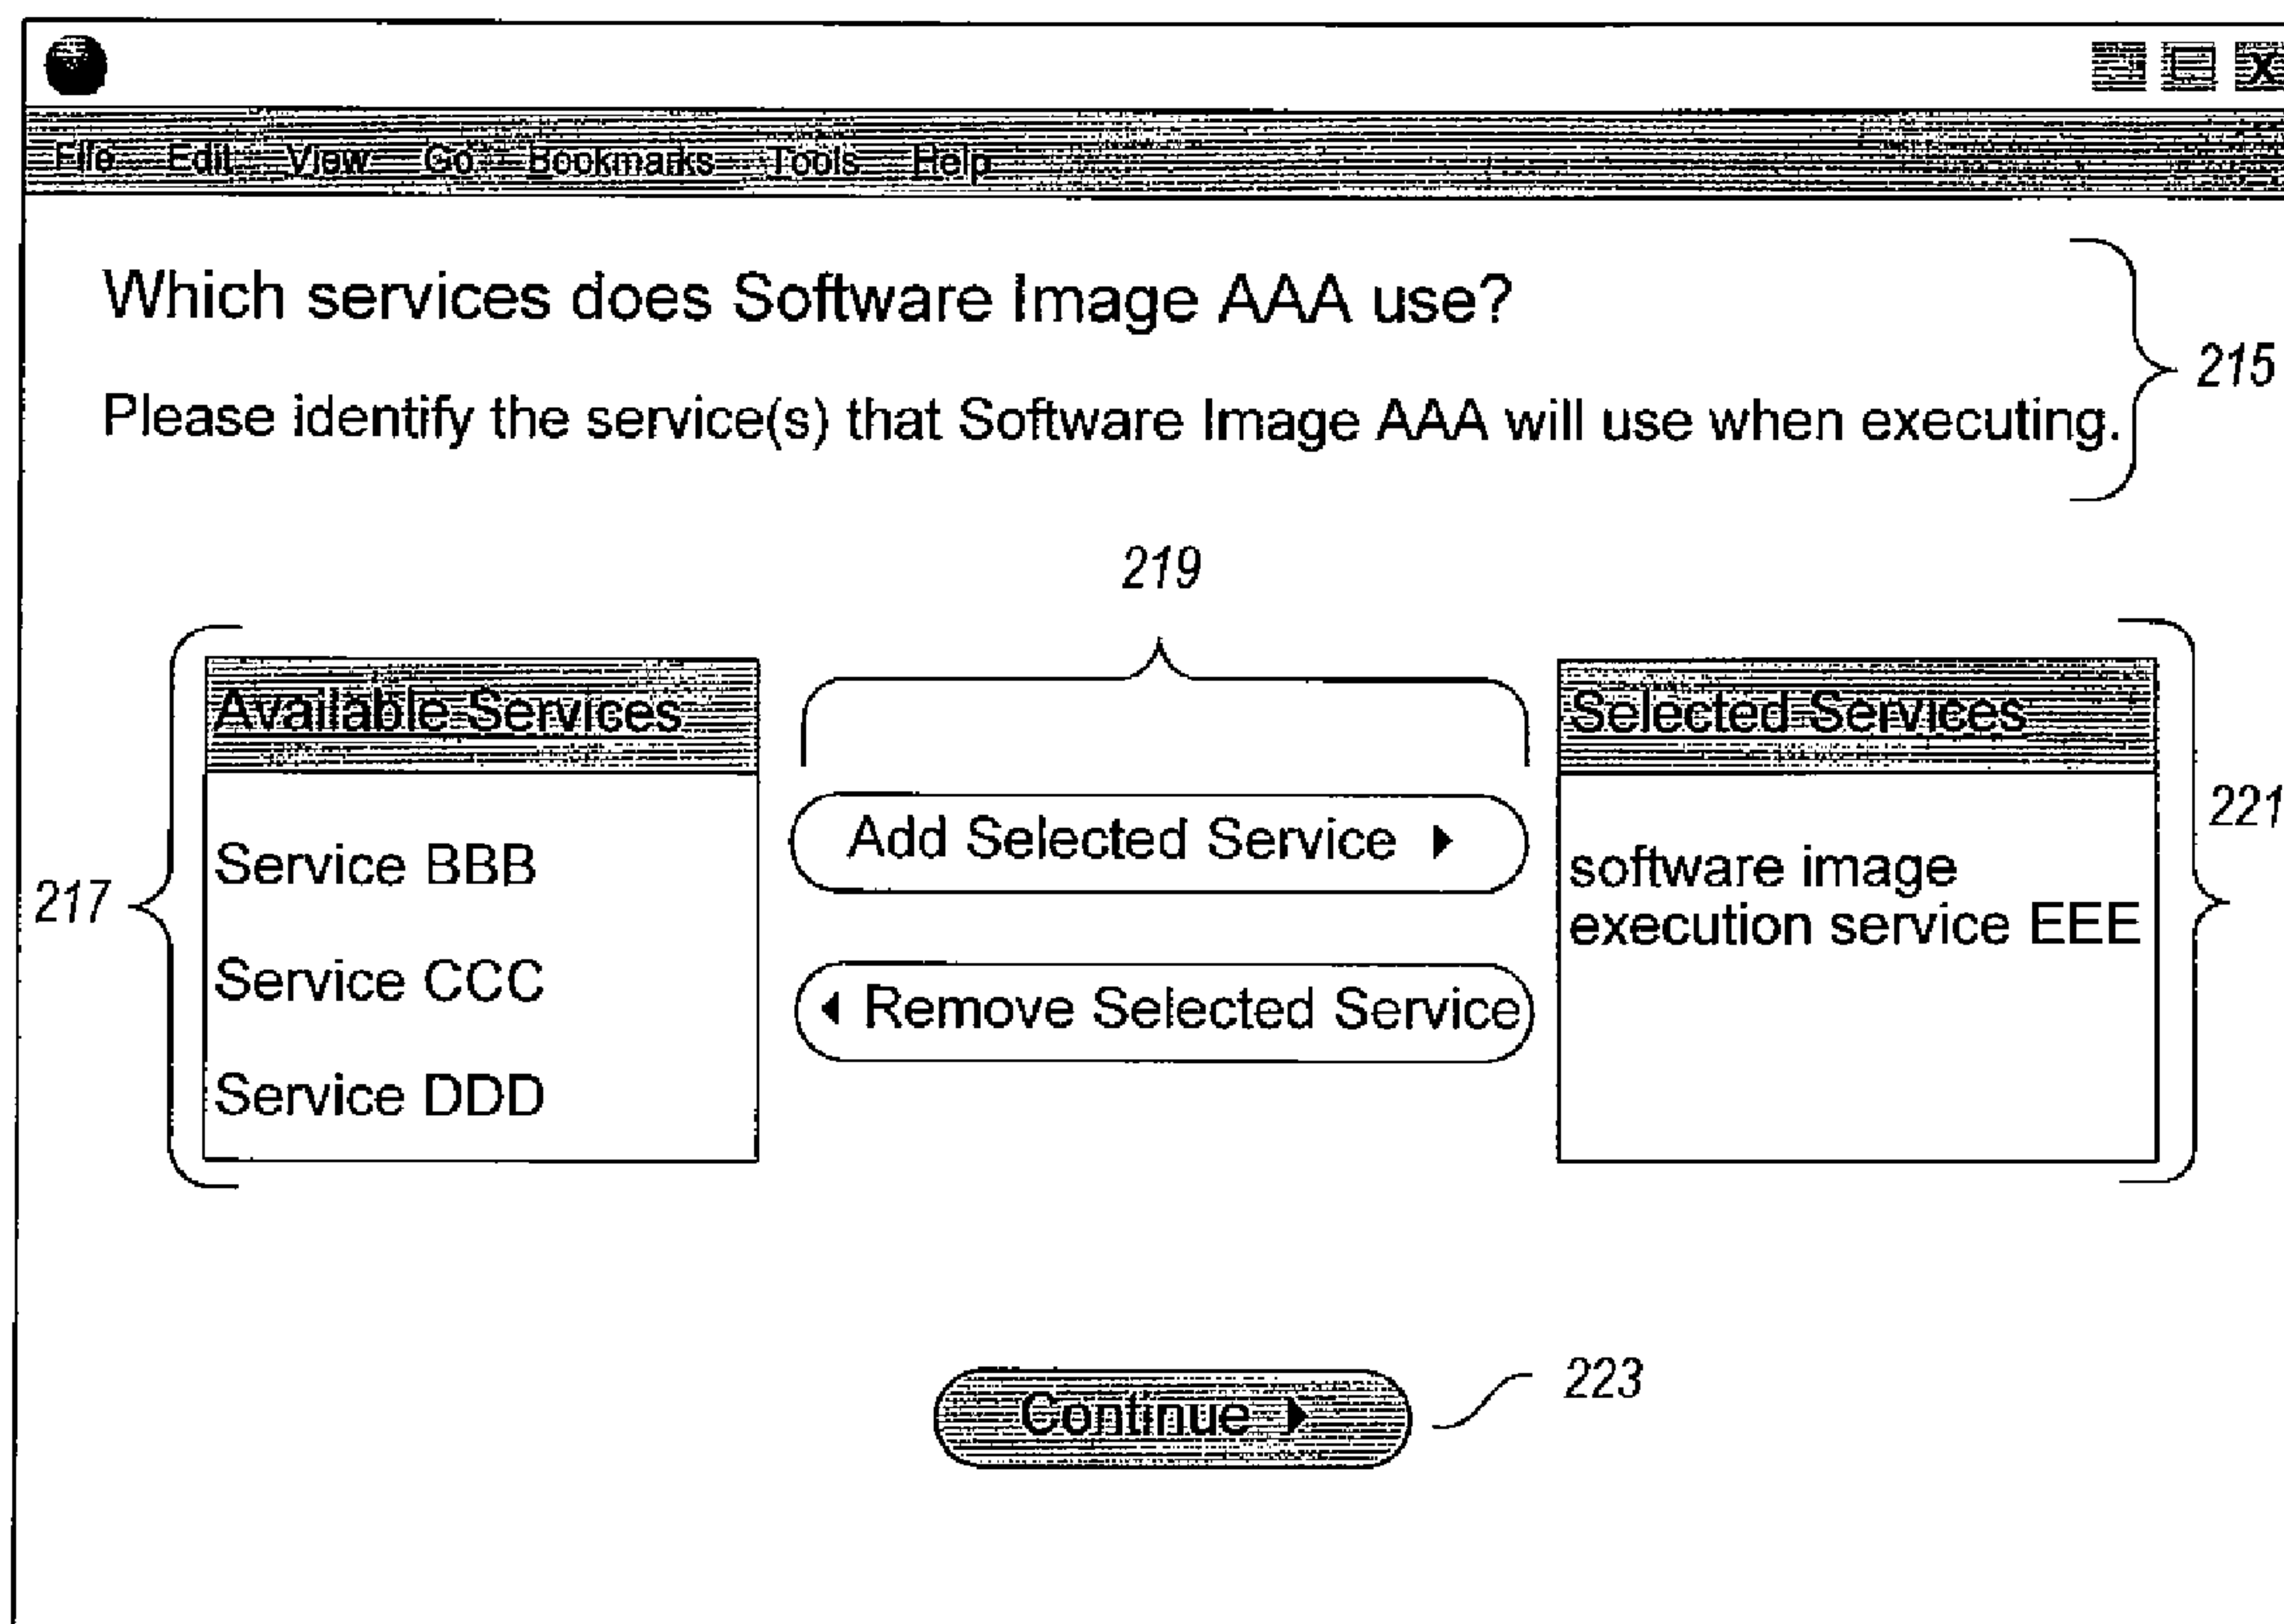 X
File Edit View Go Bookmarks Tools Help
Which services does Software Image AAA use?
Please identify the service(s) that Software Image AAA will use when executing.
215
219
Available Services
Service BBB
Service CCC
Service DDD
217
Add Selected Service
Remove Selected Service
Selected Services
software image
execution service EEE
221
Continue
223